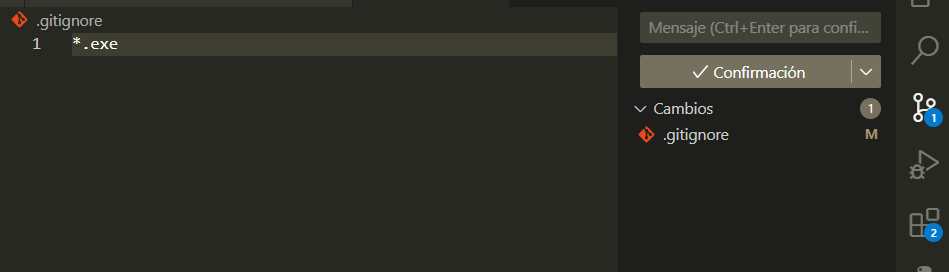 .gitignore
1 *.exe
Mensaje (Ctrl+Enter para confi...
Confirmación
Cambios 1
.gitignore M
1
2